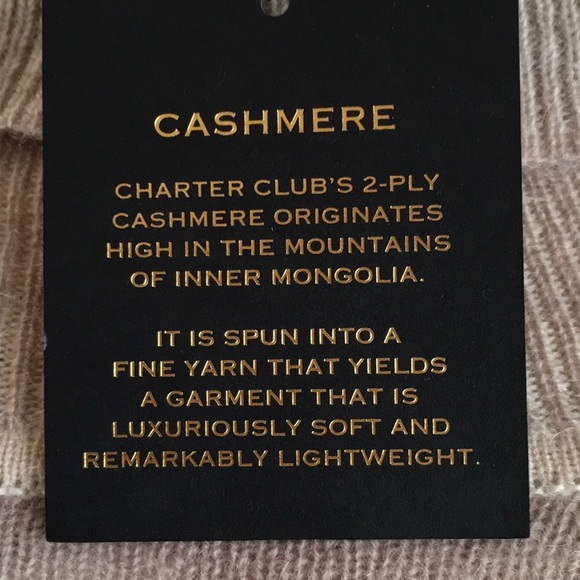 CASHMERE
CHARTER CLUB'S 2-PLY
CASHMERE ORIGINATES
HIGH IN THE MOUNTAINS
OF INNER MONGOLIA.
IT IS SPUN INTO A
FINE YARN THAT YIELDS
A GARMENT THAT IS
LUXURIOUSLY SOFT AND
REMARKABLY LIGHTWEIGHT.